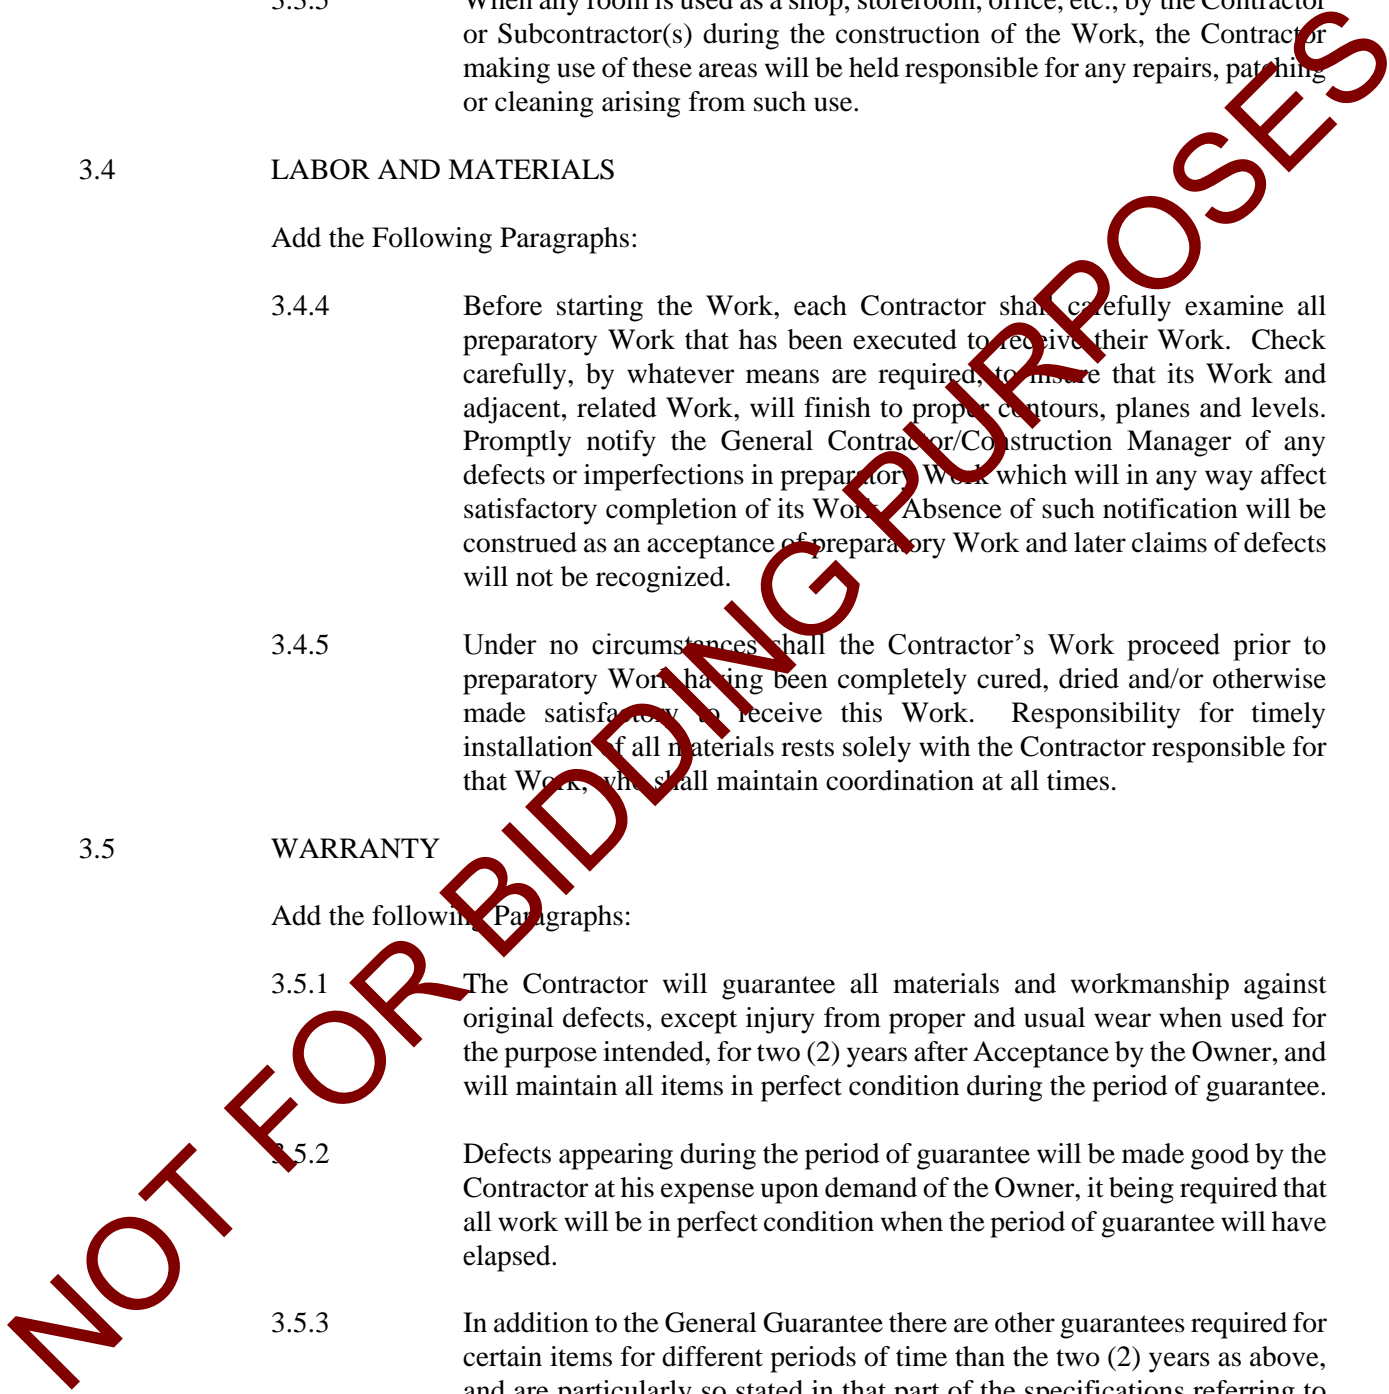 3.3.5 When any room is used as a shop, storeroom, office, etc., by the Contractor
or Subcontractor(s) during the construction of the Work, the Contractor
making use of these areas will be held responsible for any repairs, patching
or cleaning arising from such use.
3.4 LABOR AND MATERIALS
Add the Following Paragraphs:
3.4.4 Before starting the Work, each Contractor shall carefully examine all
preparatory Work that has been executed to receive their Work. Check
carefully, by whatever means are required, to insure that its Work and
adjacent, related Work, will finish to proper contours, planes and levels.
Promptly notify the General Contractor/Construction Manager of any
defects or imperfections in preparatory Work which will in any way affect
satisfactory completion of its Work. Absence of such notification will be
construed as an acceptance of preparatory Work and later claims of defects
will not be recognized.
3.4.5 Under no circumstances shall the Contractor's Work proceed prior to
preparatory Work having been completely cured, dried and/or otherwise
made satisfactory to receive this Work. Responsibility for timely
installation of all materials rests solely with the Contractor responsible for
that Work, who shall maintain coordination at all times.
3.5 WARRANTY
Add the following Paragraphs:
3.5.1 The Contractor will guarantee all materials and workmanship against
original defects, except injury from proper and usual wear when used for
the purpose intended, for two (2) years after Acceptance by the Owner, and
will maintain all items in perfect condition during the period of guarantee.
3.5.2 Defects appearing during the period of guarantee will be made good by the
Contractor at his expense upon demand of the Owner, it being required that
all work will be in perfect condition when the period of guarantee will have
elapsed.
3.5.3 In addition to the General Guarantee there are other guarantees required for
certain items for different periods of time than the two (2) years as above,
and are particularly so stated in that part of the specifications referring to
NOT FOR BIDDING PURPOSES